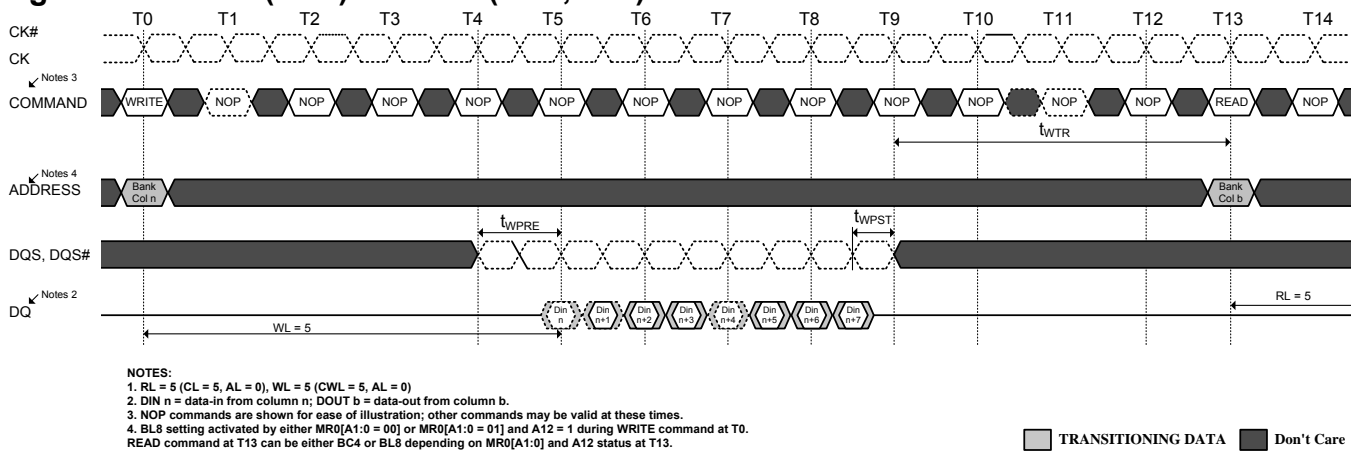 T0 T1 T2 T3 T4 T5 T6 T7 T8 T9 T10 T11 T12 T13 T14
CK#
CK
Notes 3
COMMAND WRITE NOP NOP NOP NOP NOP NOP NOP NOP NOP NOP NOP NOP READ NOP
tWTR
Notes 4
ADDRESS Bank Col n Bank Col b
tWPRE tWPST
DQS, DQS#
Notes 2
DQ Din n Din n+1 Din n+2 Din n+3 Din n+4 Din n+5 Din n+6 Din n+7
WL = 5 RL = 5
NOTES:
1. RL = 5 (CL = 5, AL = 0), WL = 5 (CWL = 5, AL = 0)
2. DIN n = data-in from column n; DOUT b = data-out from column b.
3. NOP commands are shown for ease of illustration; other commands may be valid at these times.
4. BL8 setting activated by either MR0[A1:0 = 00] or MR0[A1:0 = 01] and A12 = 1 during WRITE command at T0.
READ command at T13 can be either BC4 or BL8 depending on MR0[A1:0] and A12 status at T13.
TRANSITIONING DATA Don't Care